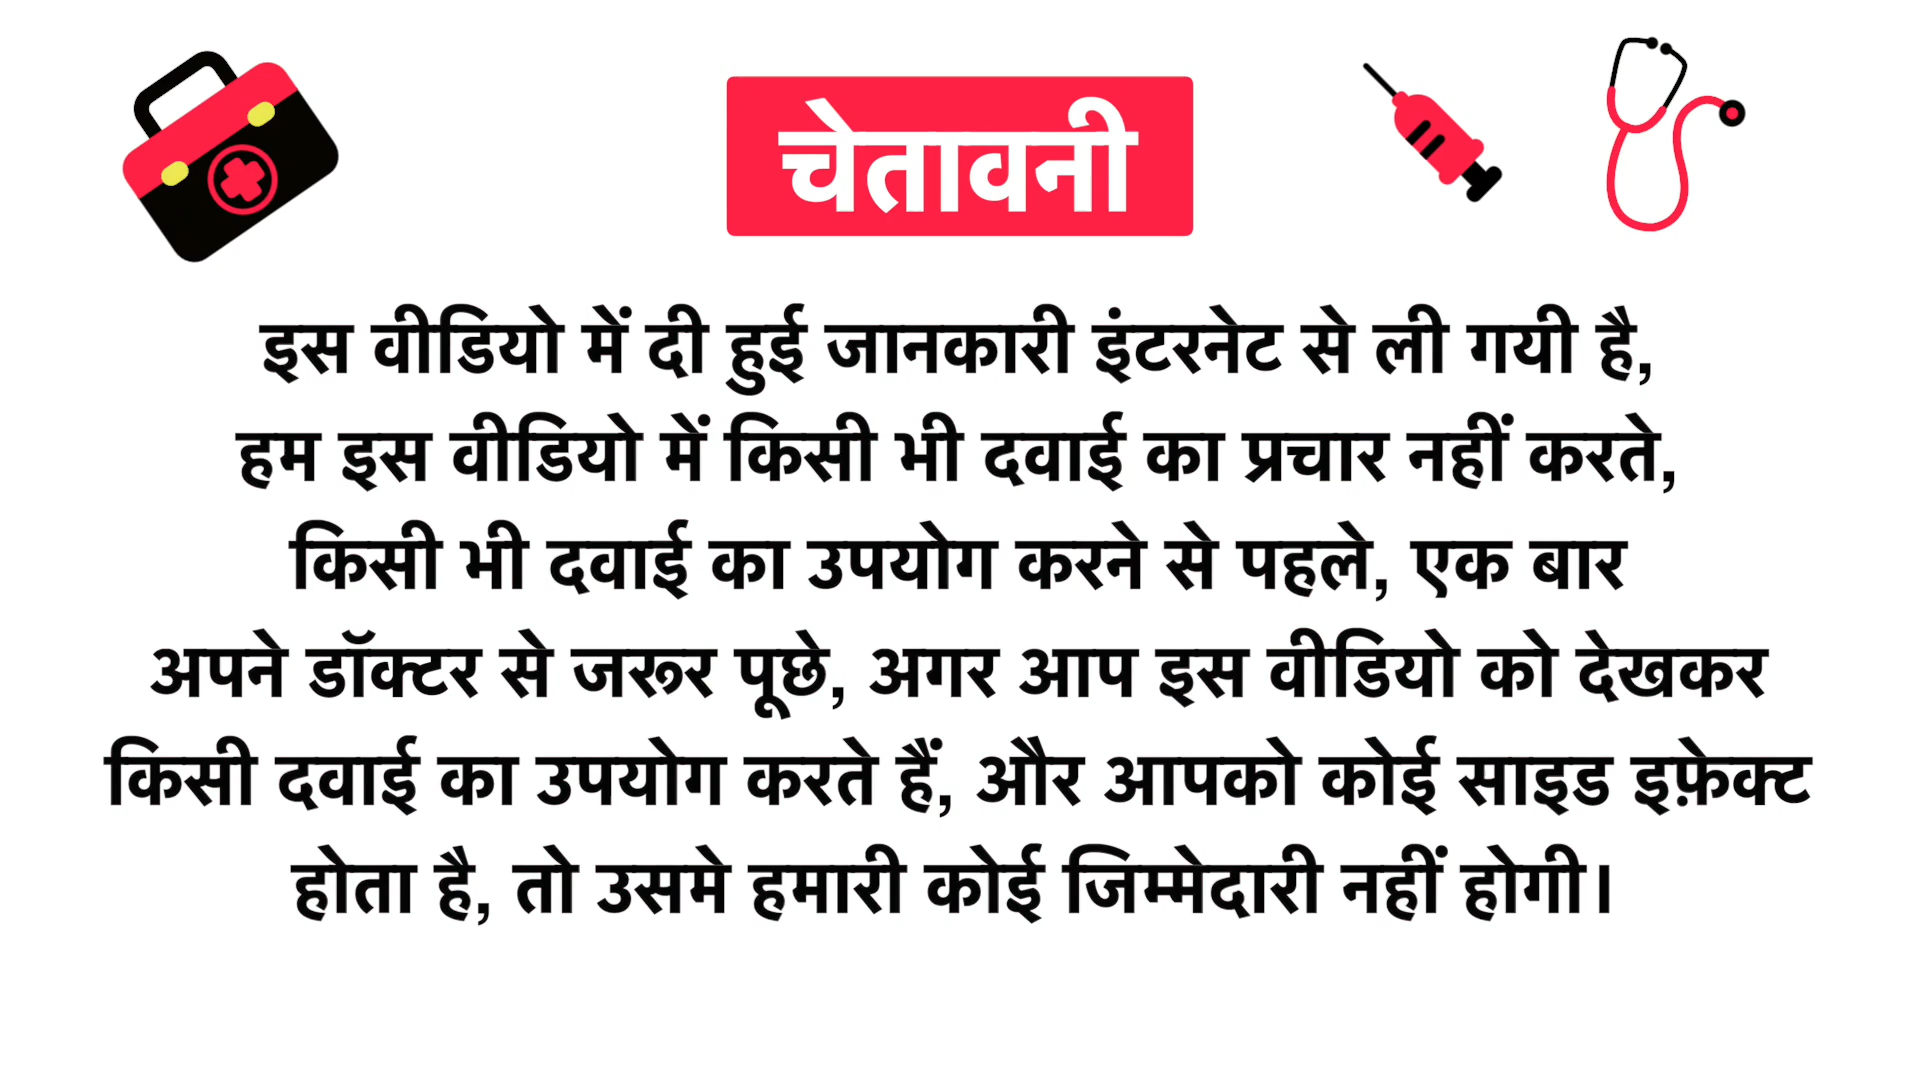 चेतावनी
इस वीडियो में दी हुई जानकारी इंटरनेट से ली गयी है,
हम इस वीडियो में किसी भी दवाई का प्रचार नहीं करते,
किसी भी दवाई का उपयोग करने से पहले, एक बार
अपने डॉक्टर से जरूर पूछे, अगर आप इस वीडियो को देखकर
किसी दवाई का उपयोग करते हैं, और आपको कोई साइड इफ़ेक्ट
होता है, तो उसमे हमारी कोई जिम्मेदारी नहीं होगी।